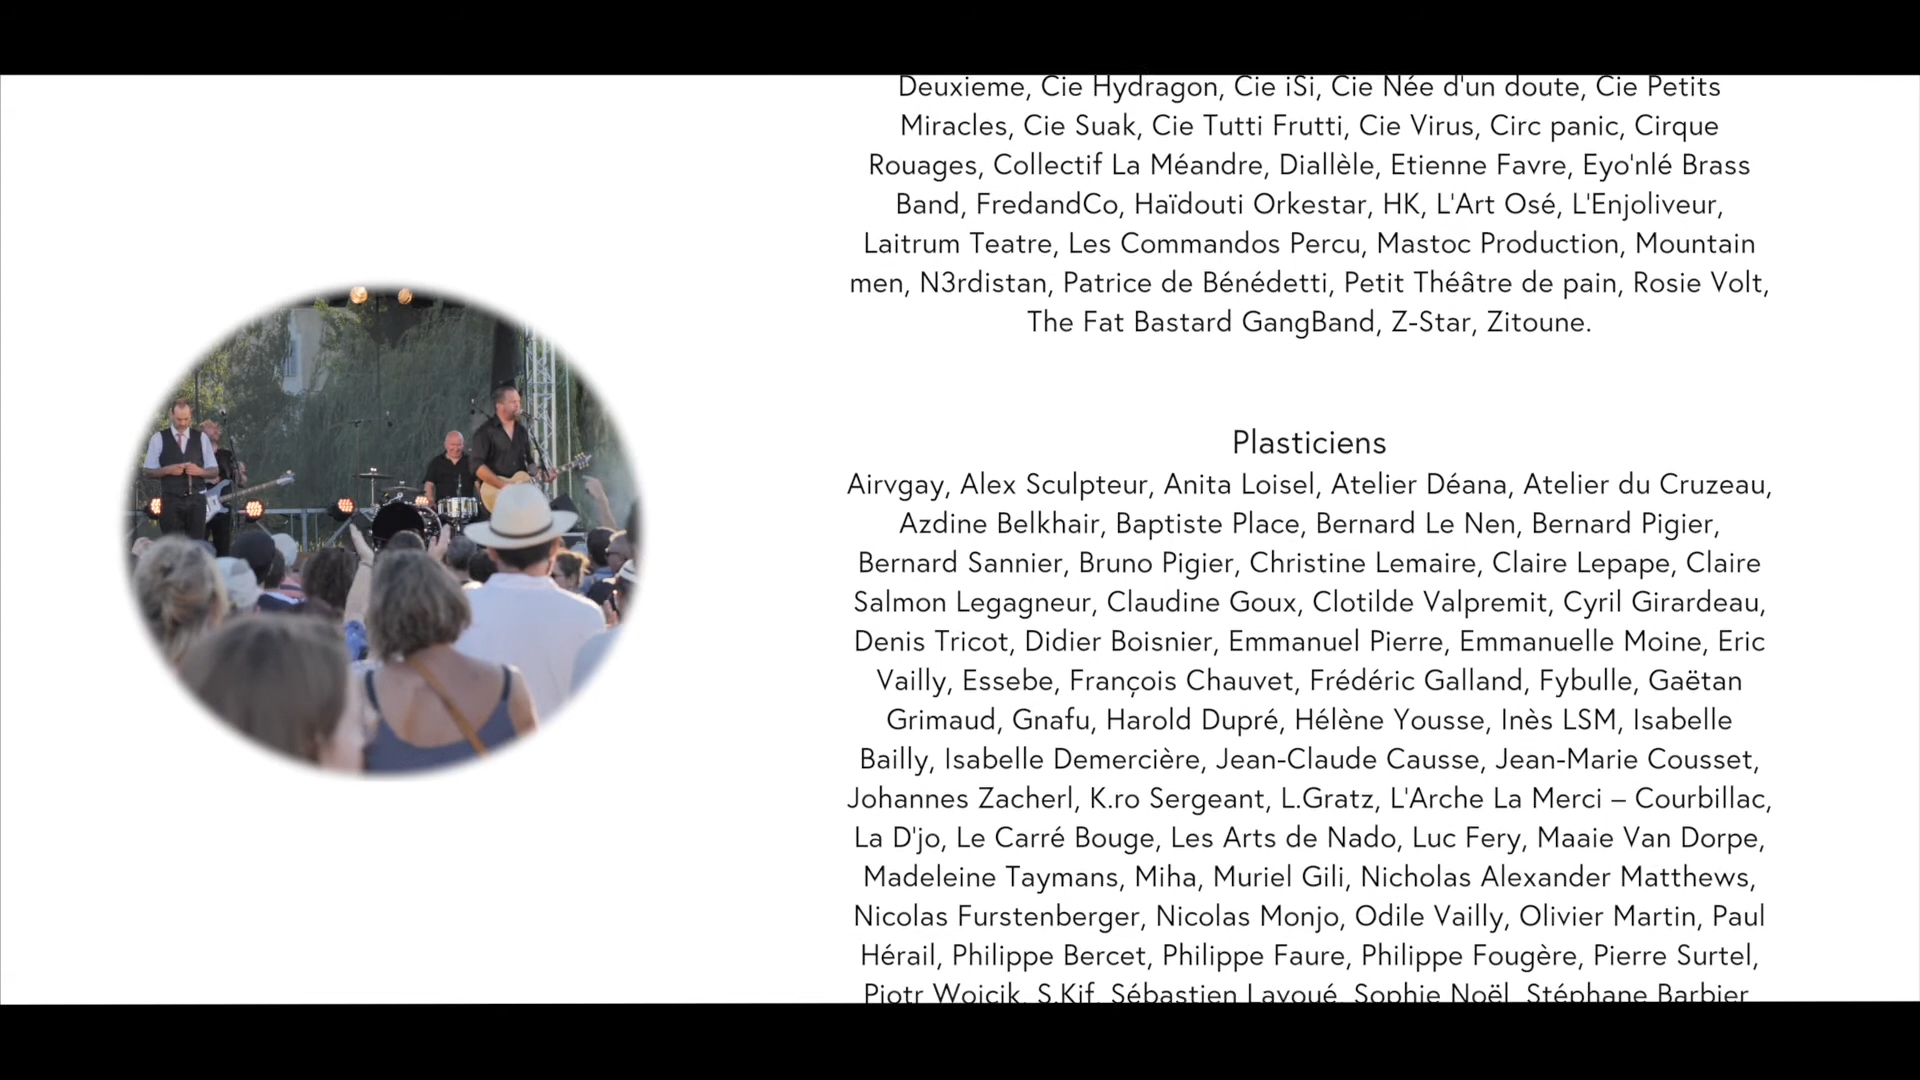 Deuxieme, Cie Hydragon, Cie iSi, Cie Née d'un doute, Cie Petits
Miracles, Cie Suak, Cie Tutti Frutti, Cie Virus, Circ panic, Cirque
Rouages, Collectif La Méandre, Diallèle, Etienne Favre, Eyo'nlé Brass
Band, FredandCo, Haïdouti Orkestar, HK, L'Art Osé, L'Enjoliveur,
Laitrum Teatre, Les Commandos Percu, Mastoc Production, Mountain
men, N3rdistan, Patrice de Bénédetti, Petit Théâtre de pain, Rosie Volt,
The Fat Bastard GangBand, Z-Star, Zitoune.
Plasticiens
Airvgay, Alex Sculpteur, Anita Loisel, Atelier Déana, Atelier du Cruzeau,
Azdine Belkhair, Baptiste Place, Bernard Le Nen, Bernard Pigier,
Bernard Sannier, Bruno Pigier, Christine Lemaire, Claire Lepape, Claire
Salmon Legagneur, Claudine Goux, Clotilde Valpremit, Cyril Girardeau,
Denis Tricot, Didier Boisnier, Emmanuel Pierre, Emmanuelle Moine, Eric
Vailly, Essebe, François Chauvet, Frédéric Galland, Fybulle, Gaëtan
Grimaud, Gnafu, Harold Dupré, Hélène Yousse, Inès LSM, Isabelle
Bailly, Isabelle Demercière, Jean-Claude Causse, Jean-Marie Cousset,
Johannes Zacherl, K.ro Sergeant, L.Gratz, L'Arche La Merci – Courbillac,
La D'jo, Le Carré Bouge, Les Arts de Nado, Luc Fery, Maaie Van Dorpe,
Madeleine Taymans, Miha, Muriel Gili, Nicholas Alexander Matthews,
Nicolas Furstenberger, Nicolas Monjo, Odile Vailly, Olivier Martin, Paul
Hérail, Philippe Bercet, Philippe Faure, Philippe Fougère, Pierre Surtel,
Piotr Wojcik, S.Kif, Sébastien Lavoué, Sophie Noël, Stéphane Barbier